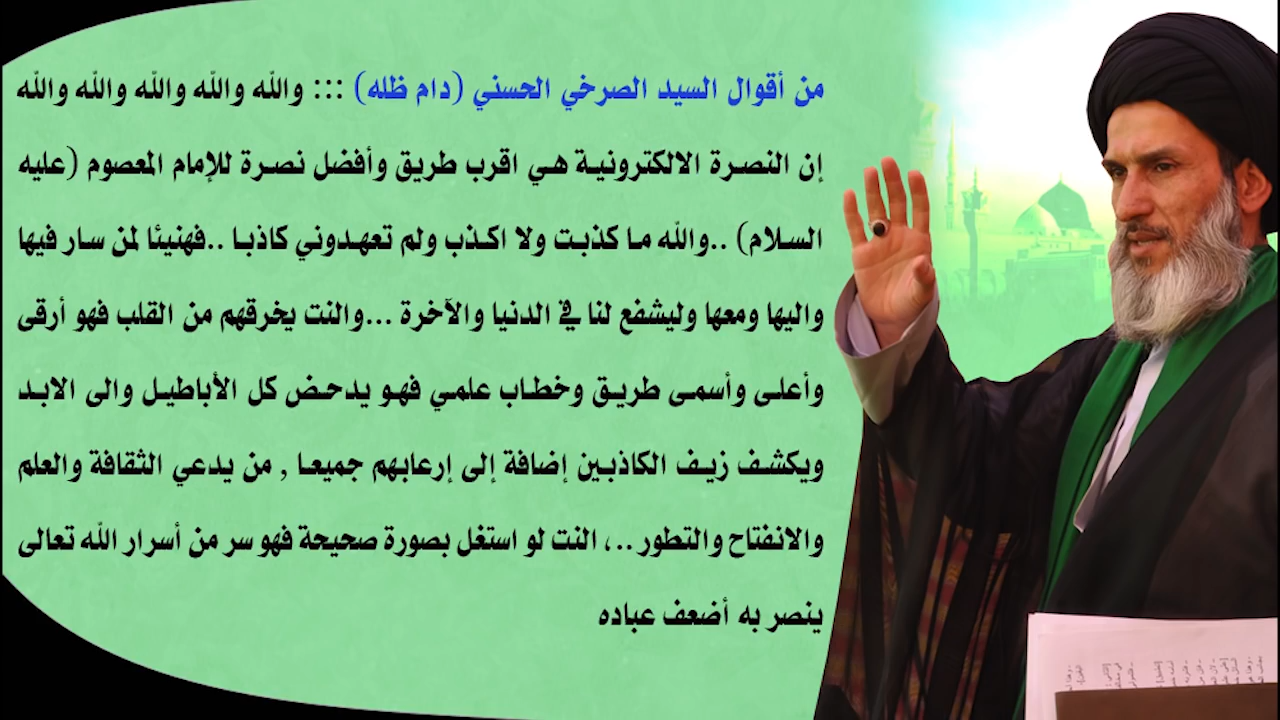 من أقوال السيد الصرخي الحسني (دام ظله) ::: والله والله والله والله والله
إن النصرة الالكترونية هي اقرب طريق وأفضل نصرة للإمام المعصوم (عليه
السلام) ..والله ما كذبت ولا اكذب ولم تعهدوني كاذبا ..فهنيئا لمن سار فيها
واليها ومعها وليشفع لنا في الدنيا والآخرة ...والنت يخرقهم من القلب فهو أرقى
وأعلى وأسمى طريق وخطاب علمي فهو يدحض كل الأباطيل والى الابد
ويكشف زيف الكاذبين إضافة إلى إرعابهم جميعا , من يدعي الثقافة والعلم
والانفتاح والتطور ..، النت لو استغل بصورة صحيحة فهو سر من أسرار الله تعالى
ينصر به أضعف عباده